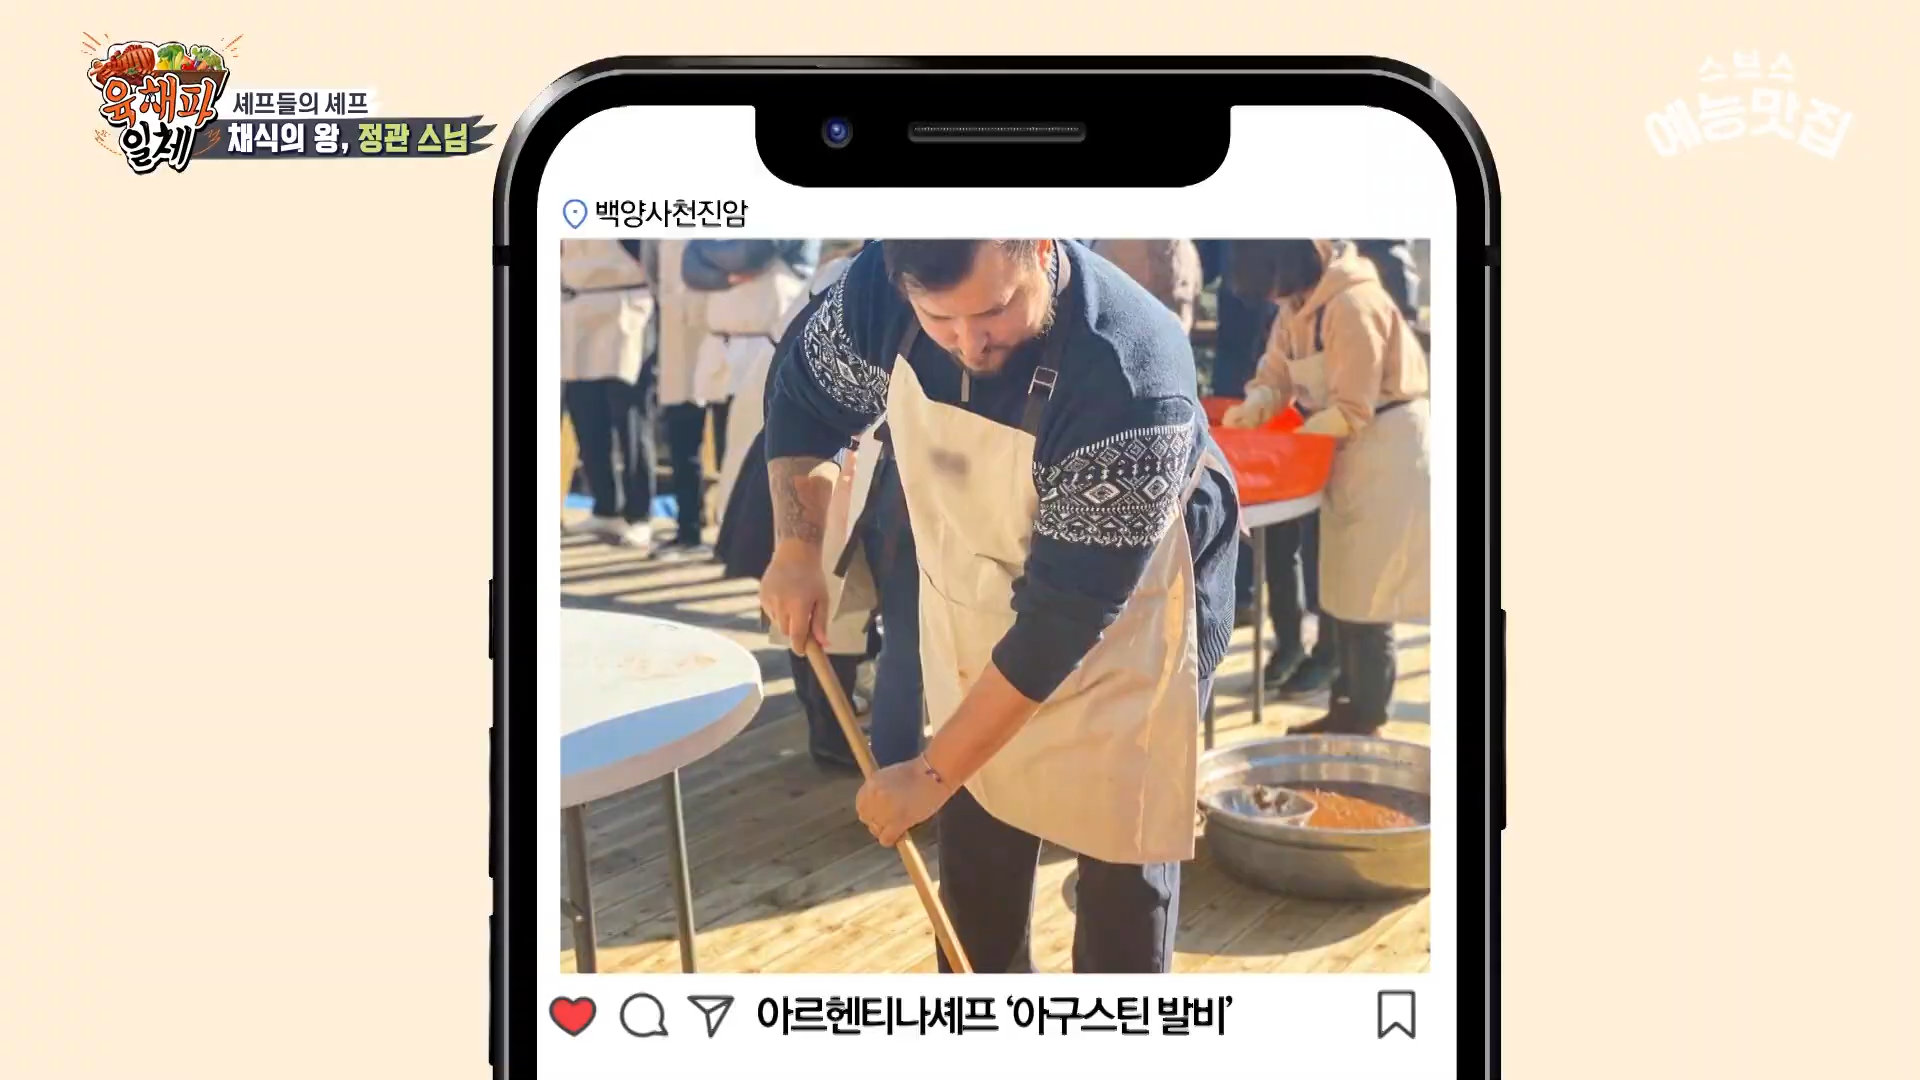 육채파
일체
셰프들의 셰프
채식의 왕, 정관 스님
스브스
예능맛집
백양사천진암
아르헨티나셰프 ‘아구스틴 발비’